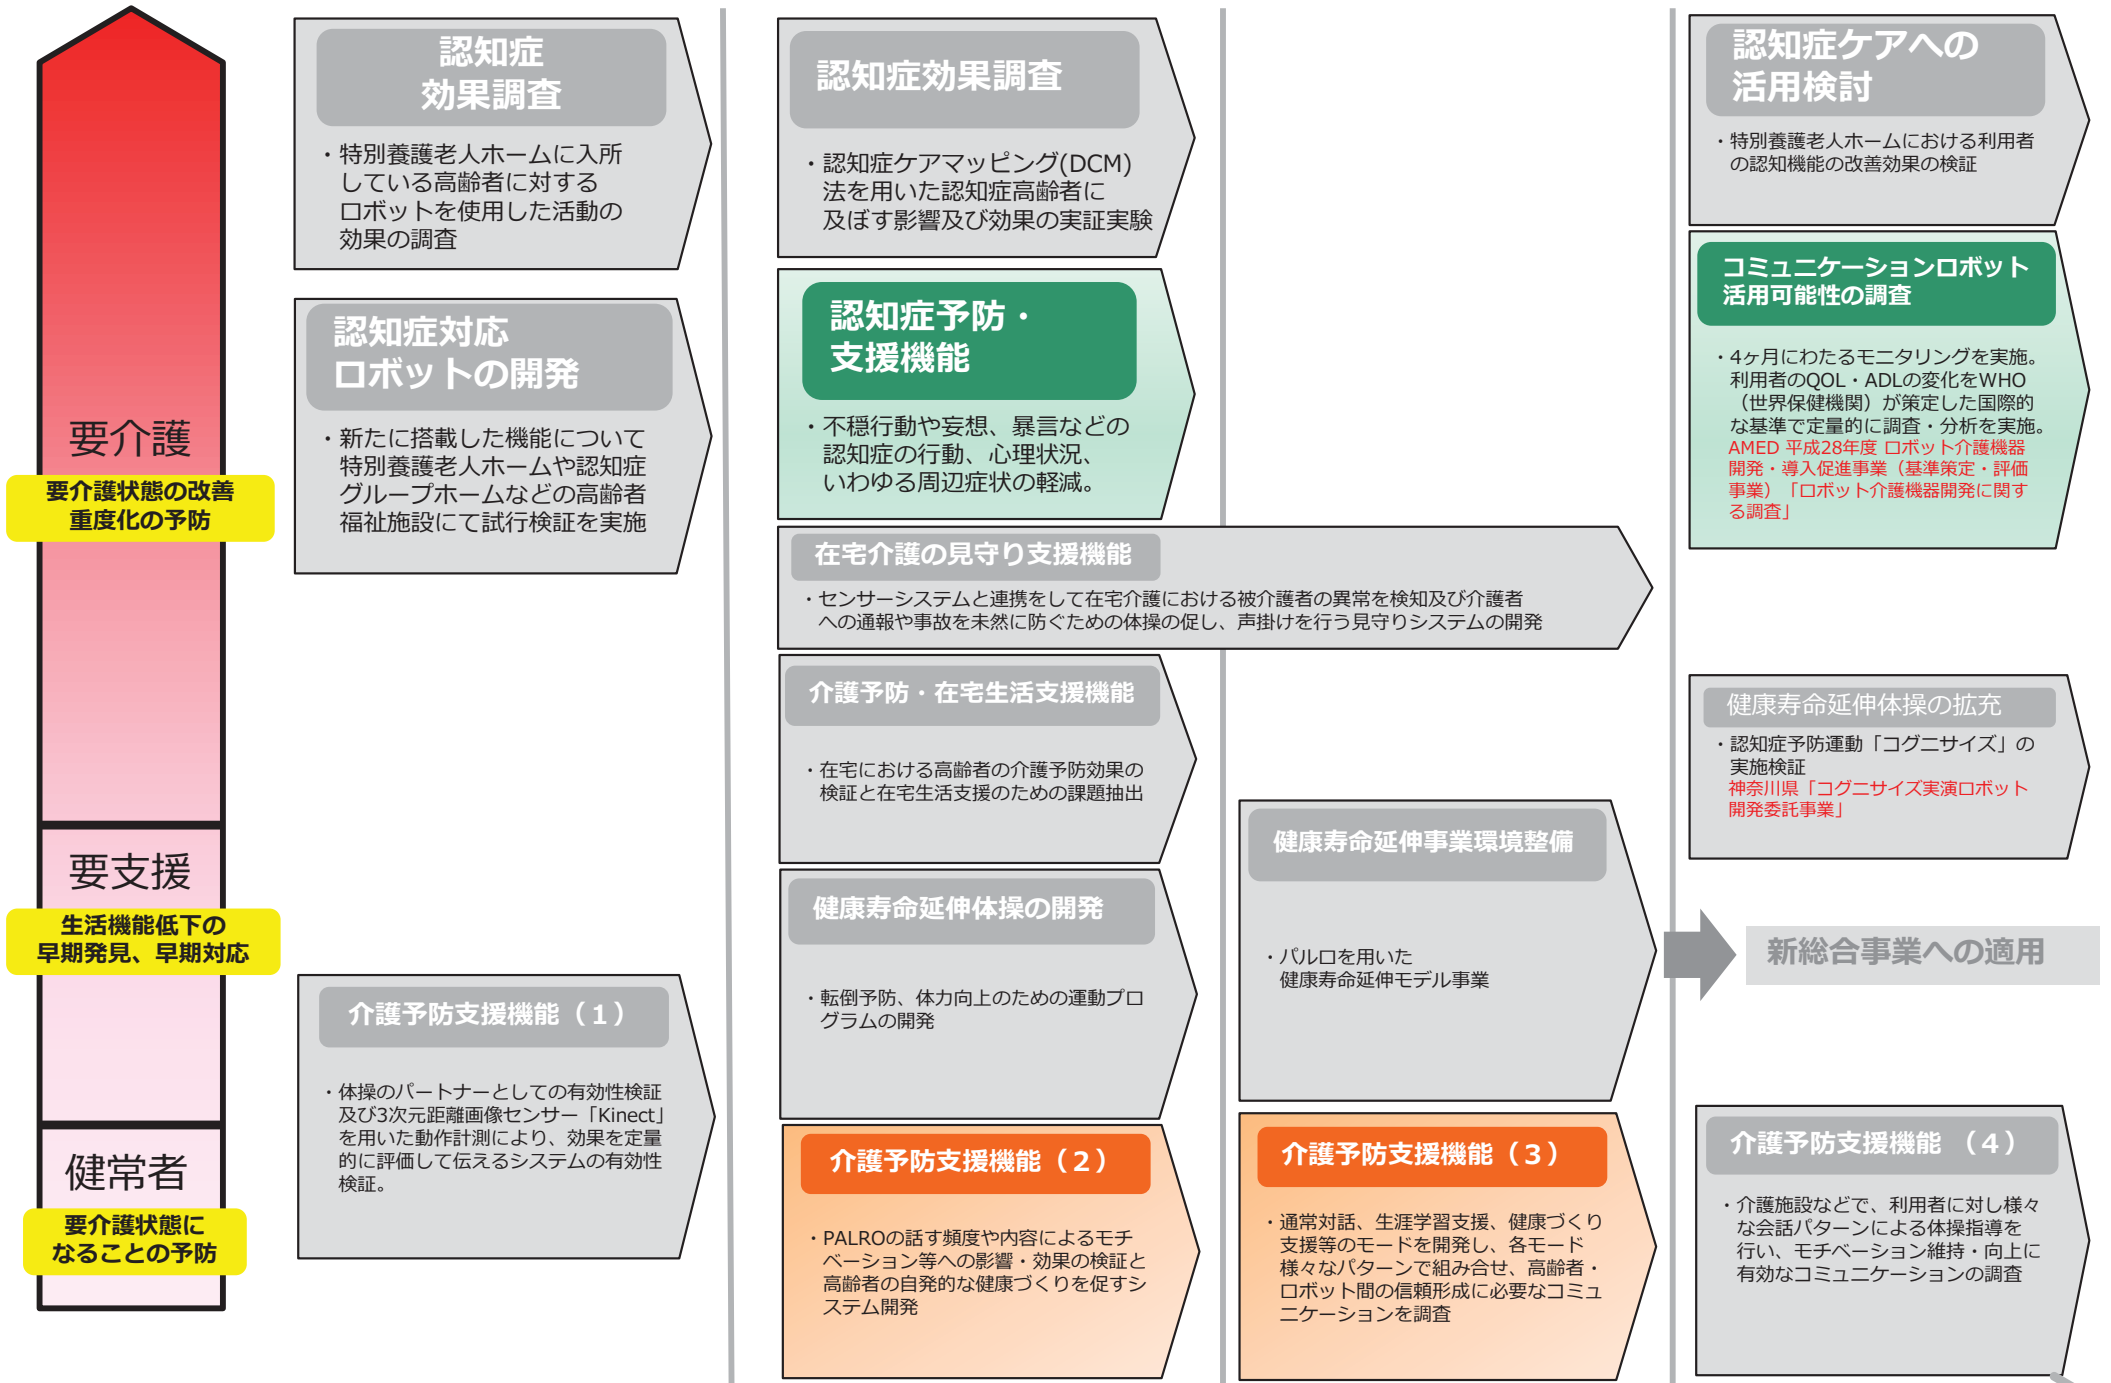 要介護
要介護状態の改善
重度化の予防
要支援
生活機能低下の
早期発見、早期対応
健常者
要介護状態に
なることの予防
認知症
効果調査
・特別養護老人ホームに入所
している高齢者に対する
ロボットを使用した活動の
効果の調査
認知症対応
ロボットの開発
・新たに搭載した機能について
特別養護老人ホームや認知症
グループホームなどの高齢者
福祉施設にて試行検証を実施
介護予防支援機能（１）
・体操のパートナーとしての有効性検証
及び3次元距離画像センサー「Kinect」
を用いた動作計測により、効果を定量
的に評価して伝えるシステムの有効性
検証。
認知症効果調査
・認知症ケアマッピング(DCM)
法を用いた認知症高齢者に
及ぼす影響及び効果の実証実験
認知症予防・
支援機能
・不穏行動や妄想、暴言などの
認知症の行動、心理状況、
いわゆる周辺症状の軽減。
在宅介護の見守り支援機能
・センサーシステムと連携をして在宅介護における被介護者の異常を検知及び介護者
への通報や事故を未然に防ぐための体操の促し、声掛けを行う見守りシステムの開発
介護予防・在宅生活支援機能
・在宅における高齢者の介護予防効果の
検証と在宅生活支援のための課題抽出
健康寿命延伸体操の開発
・転倒予防、体力向上のための運動プロ
グラムの開発
介護予防支援機能（２）
・PALROの話す頻度や内容によるモチ
ベーション等への影響・効果の検証と
高齢者の自発的な健康づくりを促すシ
ステム開発
健康寿命延伸事業環境整備
・パルロを用いた
健康寿命延伸モデル事業
介護予防支援機能（３）
・通常対話、生涯学習支援、健康づくり
支援等のモードを開発し、各モード
様々なパターンで組み合せ、高齢者・
ロボット間の信頼形成に必要なコミュ
ニケーションを調査
認知症ケアへの
活用検討
・特別養護老人ホームにおける利用者
の認知機能の改善効果の検証
コミュニケーションロボット
活用可能性の調査
・4ヶ月にわたるモニタリングを実施。
利用者のQOL・ADLの変化をWHO
（世界保健機関）が策定した国際的
な基準で定量的に調査・分析を実施。
AMED 平成28年度 ロボット介護機器
開発・導入促進事業（基準策定・評価
事業）「ロボット介護機器開発に関す
る調査」
健康寿命延伸体操の拡充
・認知症予防運動「コグニサイズ」の
実施検証
神奈川県「コグニサイズ実演ロボット
開発委託事業」
新総合事業への適用
介護予防支援機能 （４）
・介護施設などで、利用者に対し様々
な会話パターンによる体操指導を
行い、モチベーション維持・向上に
有効なコミュニケーションの調査